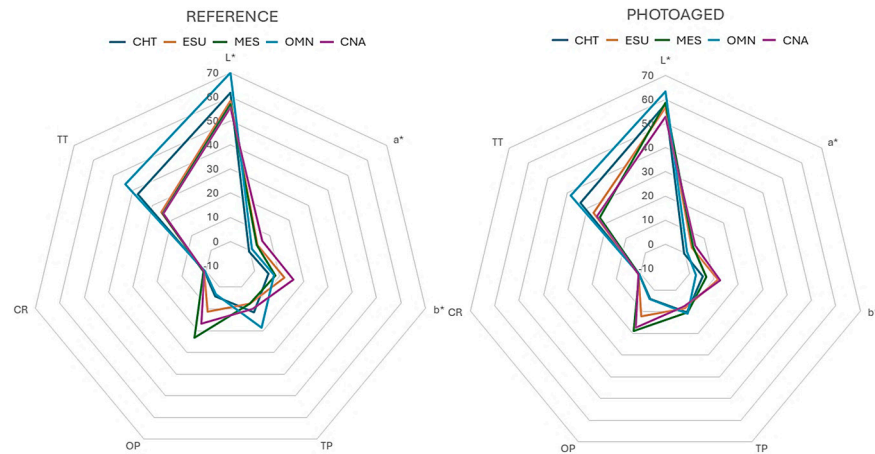 REFERENCE
CHT ESU MES OMN CNA
L*
70
60
50
40
30
20
10
0
-10
a*
b*
TP
OP
CR
TT
PHOTOAGED
CHT ESU MES OMN CNA
L*
70
60
50
40
30
20
10
0
-10
a*
b
TP
OP
CR
TT